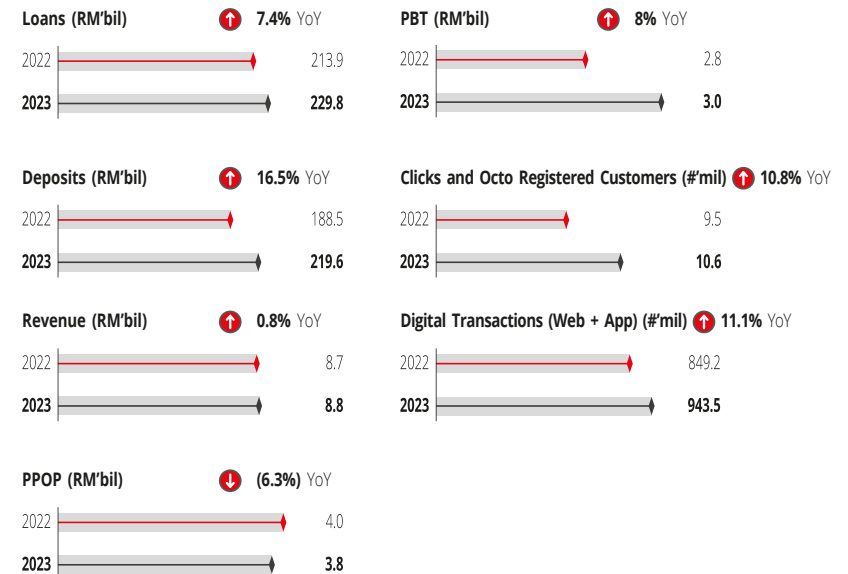 Loans (RM'bil) 7.4% YoY
2022 213.9
2023 229.8
Deposits (RM'bil) 16.5% YoY
2022 188.5
2023 219.6
Revenue (RM'bil) 0.8% YoY
2022 8.7
2023 8.8
PPOP (RM'bil) (6.3%) YoY
2022 4.0
2023 3.8
PBT (RM'bil) 8% YoY
2022 2.8
2023 3.0
Clicks and Octo Registered Customers (#'mil) 10.8% YoY
2022 9.5
2023 10.6
Digital Transactions (Web + App) (#'mil) 11.1% YoY
2022 849.2
2023 943.5